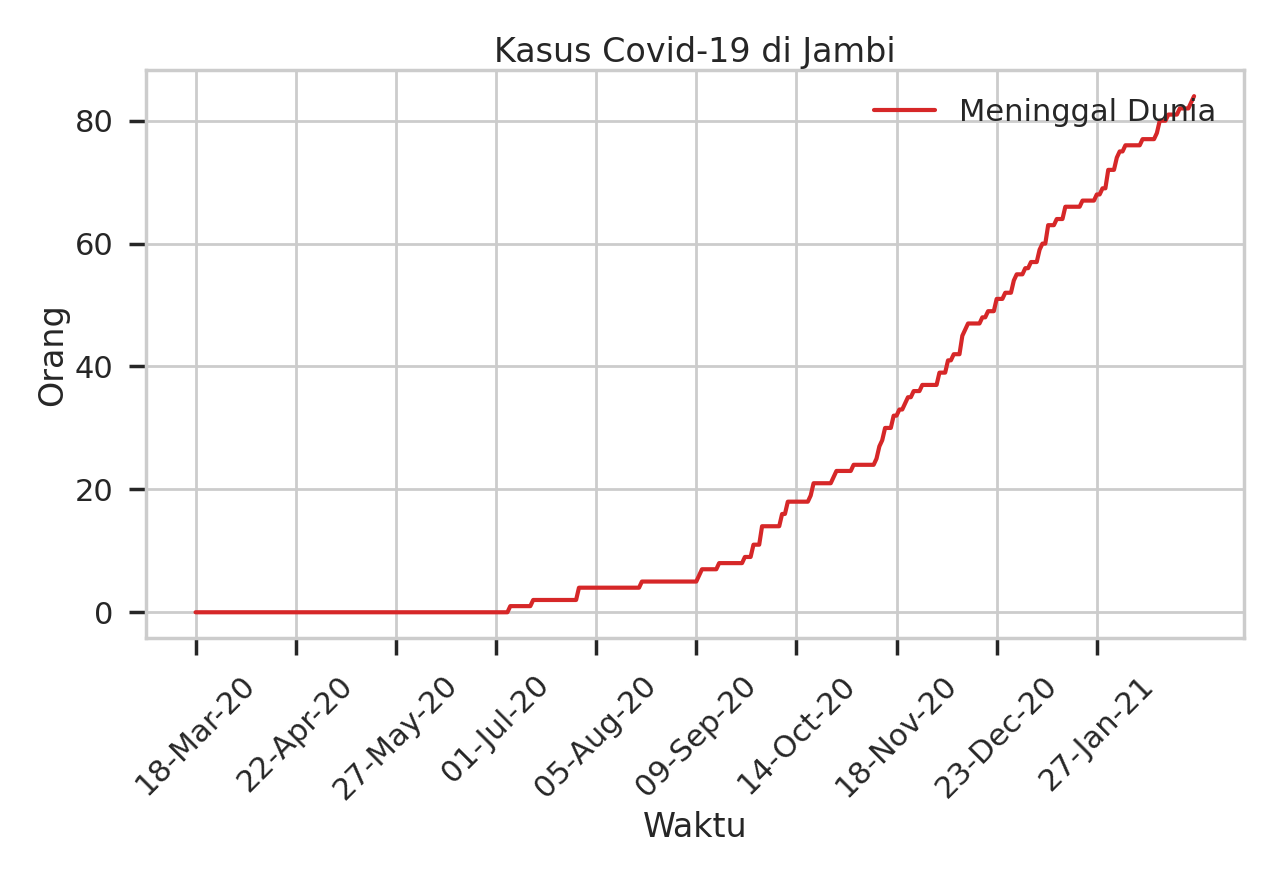 Kasus Covid-19 di Jambi
Meninggal Dunia
80
60
40
20
0
Orang
18-Mar-20
22-Apr-20
27-May-20
01-Jul-20
05-Aug-20
09-Sep-20
14-Oct-20
18-Nov-20
23-Dec-20
27-Jan-21
Waktu